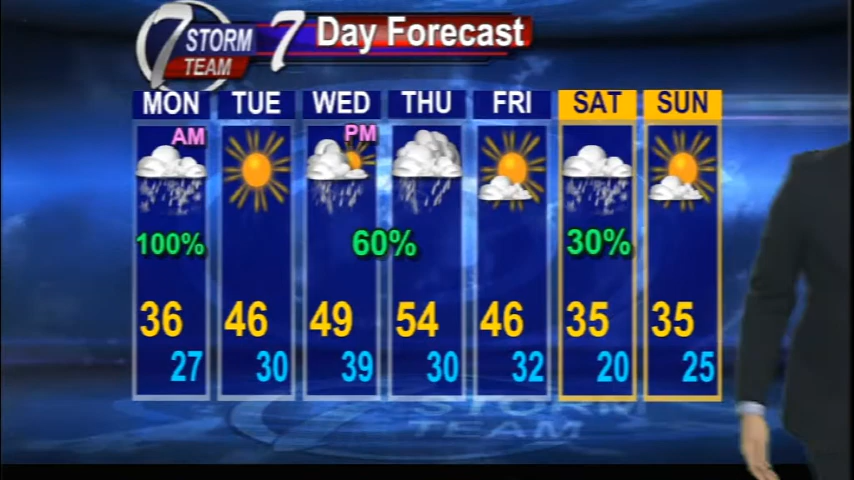 7 STORM TEAM
7 Day Forecast
MON TUE WED THU FRI SAT SUN
AM PM
100% 60% 30%
36 46 49 54 46 35 35
27 30 39 30 32 20 25
7 STORM
TEAM